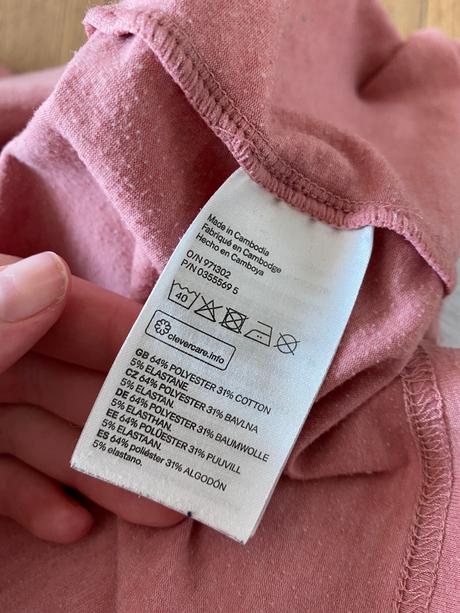 Made in Cambodia
Fabriqué en Cambodge
Hecho en Camboya
O/N 971302
P/N 0355569 5
40
clevercare.info
GB 64% POLYESTER 31% COTTON
5% ELASTANE.
CZ 64% POLYESTER 31% BAVLNA
5% ELASTAN.
DE 64% POLYESTER 31% BAUMWOLLE
5% ELASTHAN.
EE 64% POLÜESTER 31% PUUVILL
5% ELASTAAN.
ES 64% poliéster 31% ALGODÓN
5% elastano.